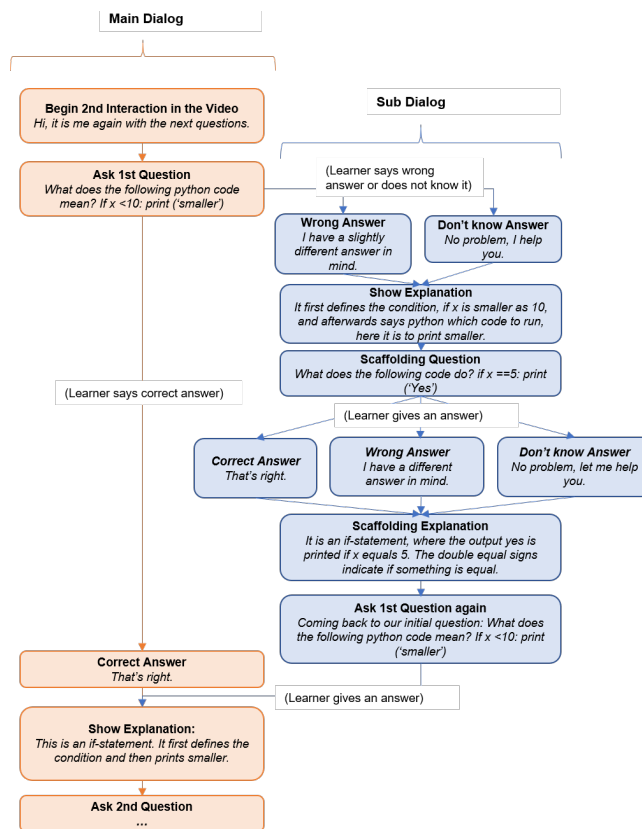 Main Dialog
Begin 2nd Interaction in the Video
Hi, it is me again with the next questions.
Sub Dialog
Ask 1st Question
What does the following python code
mean? If x <10: print (‘smaller’)
(Learner says wrong
answer or does not know it)
Wrong Answer
I have a slightly
different answer in
mind.
Don’t know Answer
No problem, I help
you.
Show Explanation
It first defines the condition, if x is smaller as 10,
and afterwards says python which code to run,
here it is to print smaller.
Scaffolding Question
What does the following code do? if x ==5: print
(‘Yes’)
(Learner says correct answer)
(Learner gives an answer)
Correct Answer
That’s right.
Wrong Answer
I have a different
answer in mind.
Don’t know Answer
No problem, let me help
you.
Scaffolding Explanation
It is an if-statement, where the output yes is
printed if x equals 5. The double equal signs
indicate if something is equal.
Ask 1st Question again
Coming back to our initial question: What does
the following python code mean? If x <10: print
(‘smaller’)
Correct Answer
That’s right.
(Learner gives an answer)
Show Explanation:
This is an if-statement. It first defines the
condition and then prints smaller.
Ask 2nd Question
...